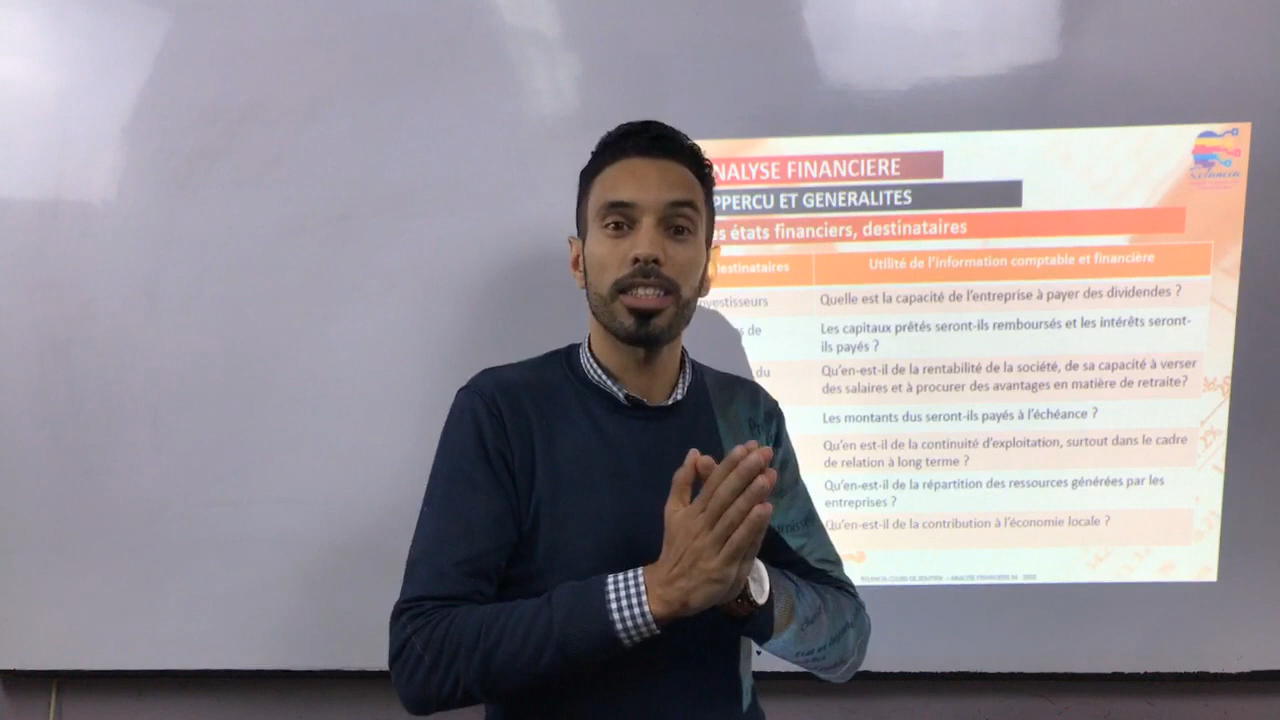 NALYSE FINANCIERE
PPERCU ET GENERALITES
es états financiers, destinataires
destinataires
Utilité de l'information comptable et financière
nvestisseurs
Quelle est la capacité de l'entreprise à payer des dividendes ?
s de
Les capitaux prêtés seront-ils remboursés et les intérêts seront-
ils payés ?
du
Qu'en-est-il de la rentabilité de la société, de sa capacité à verser
des salaires et à procurer des avantages en matière de retraite?
Les montants dus seront-ils payés à l'échéance ?
Qu'en est-il de la continuité d'exploitation, surtout dans le cadre
de relation à long terme ?
Qu'en-est-il de la répartition des ressources générées par les
entreprises ?
Qu'en-est-il de la contribution à l'économie locale ?